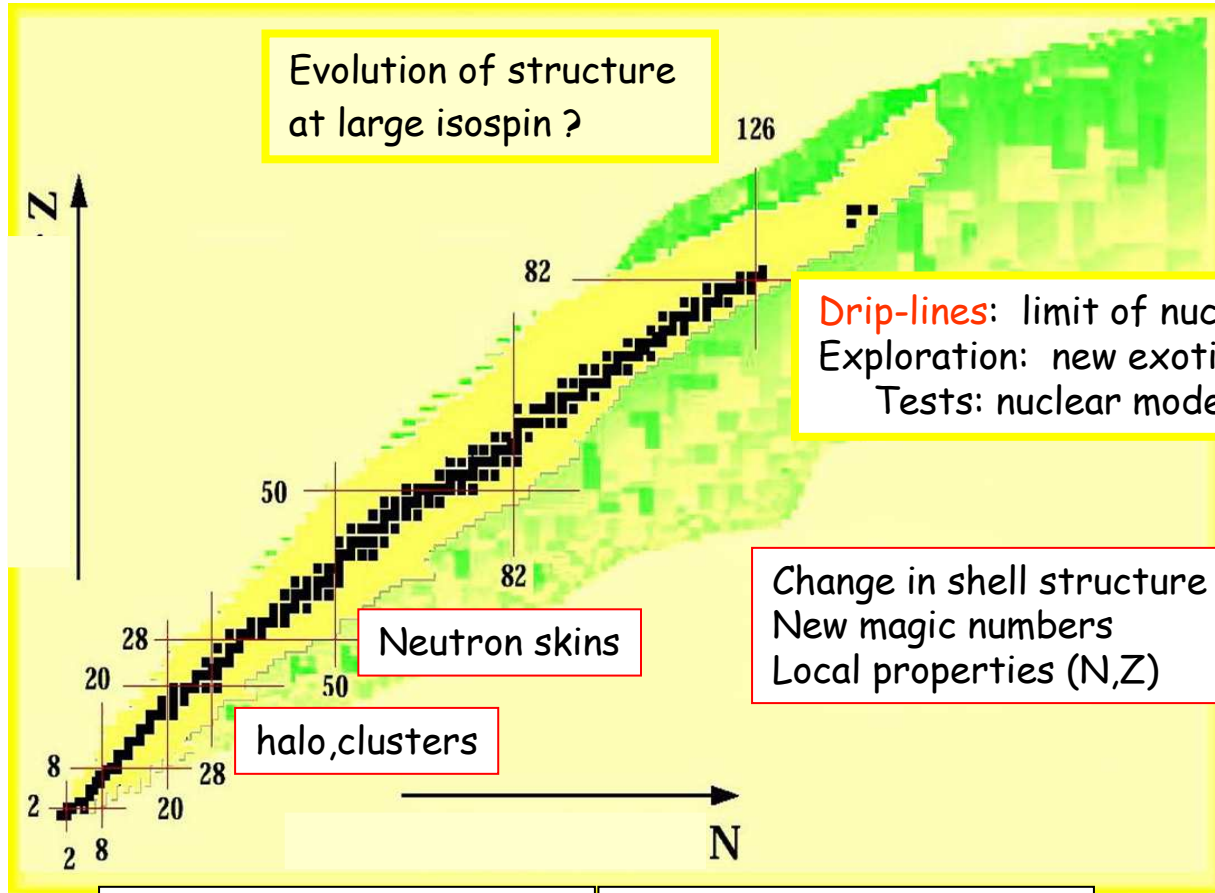 Evolution of structure
at large isospin ?
126
Z
82
Drip-lines: limit of nuc
Exploration: new exoti
Tests: nuclear mode
50
82
Change in shell structure
New magic numbers
Local properties (N,Z)
28
Neutron skins
20
50
halo,clusters
8
28
2
20
N
2
8